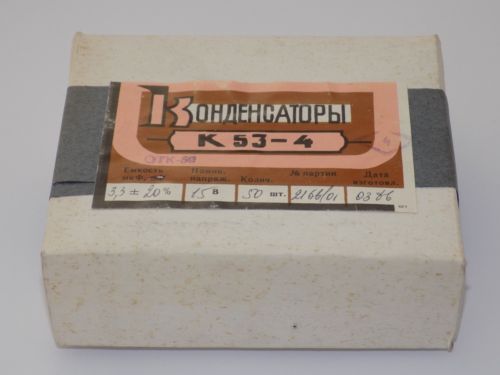 КОНДЕНСАТОРЫ
К 53-4
ОТК-50
Емкость Номин. Колич. № партии Дата
мкФ, напряж. изготовл.
3,3 ± 20% 15 В 50 шт. 2166/01 03 86